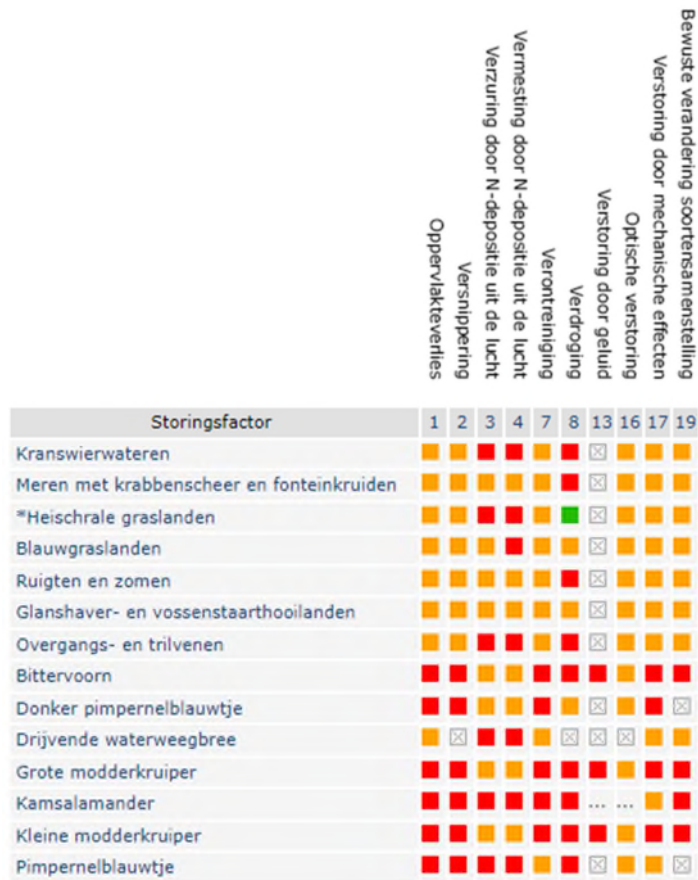 Oppervlakteverlies
Versnippering
Verzuring door N-depositie uit de lucht
Vermesting door N-depositie uit de lucht
Verontreiniging
Verdroging
Verstoring door geluid
Optische verstoring
Verstoring door mechanische effecten
Bewuste verandering soortensamenstelling
Storingsfactor 1 2 3 4 7 8 13 16 17 19
Kranswierwateren
Meren met krabbenscheer en fonteinkruiden
*Heischrale graslanden
Blauwgraslanden
Ruigten en zomen
Glanshaver- en vossenstaarthooilanden
Overgangs- en trilvenen
Bittervoorn
Donker pimpernelblauwtje
Drijvende waterweegbree
Grote modderkruiper
Kamsalamander ... ...
Kleine modderkruiper
Pimpernelblauwtje